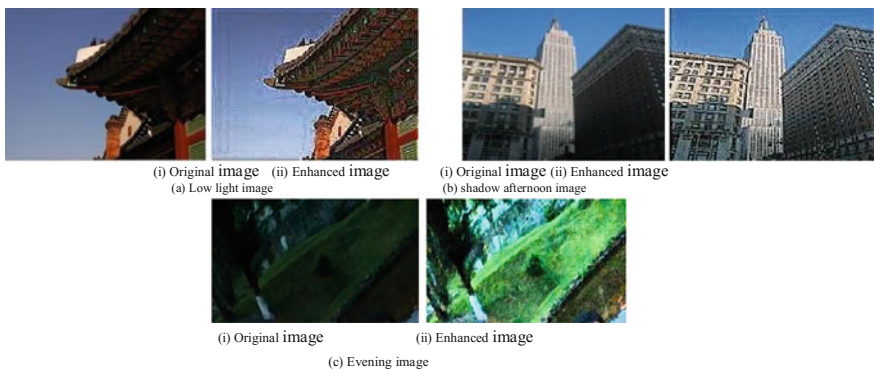 (i) Original image (ii) Enhanced image
(a) Low light image
(i) Original image (ii) Enhanced image
(b) shadow afternoon image
(i) Original image (ii) Enhanced image
(c) Evening image